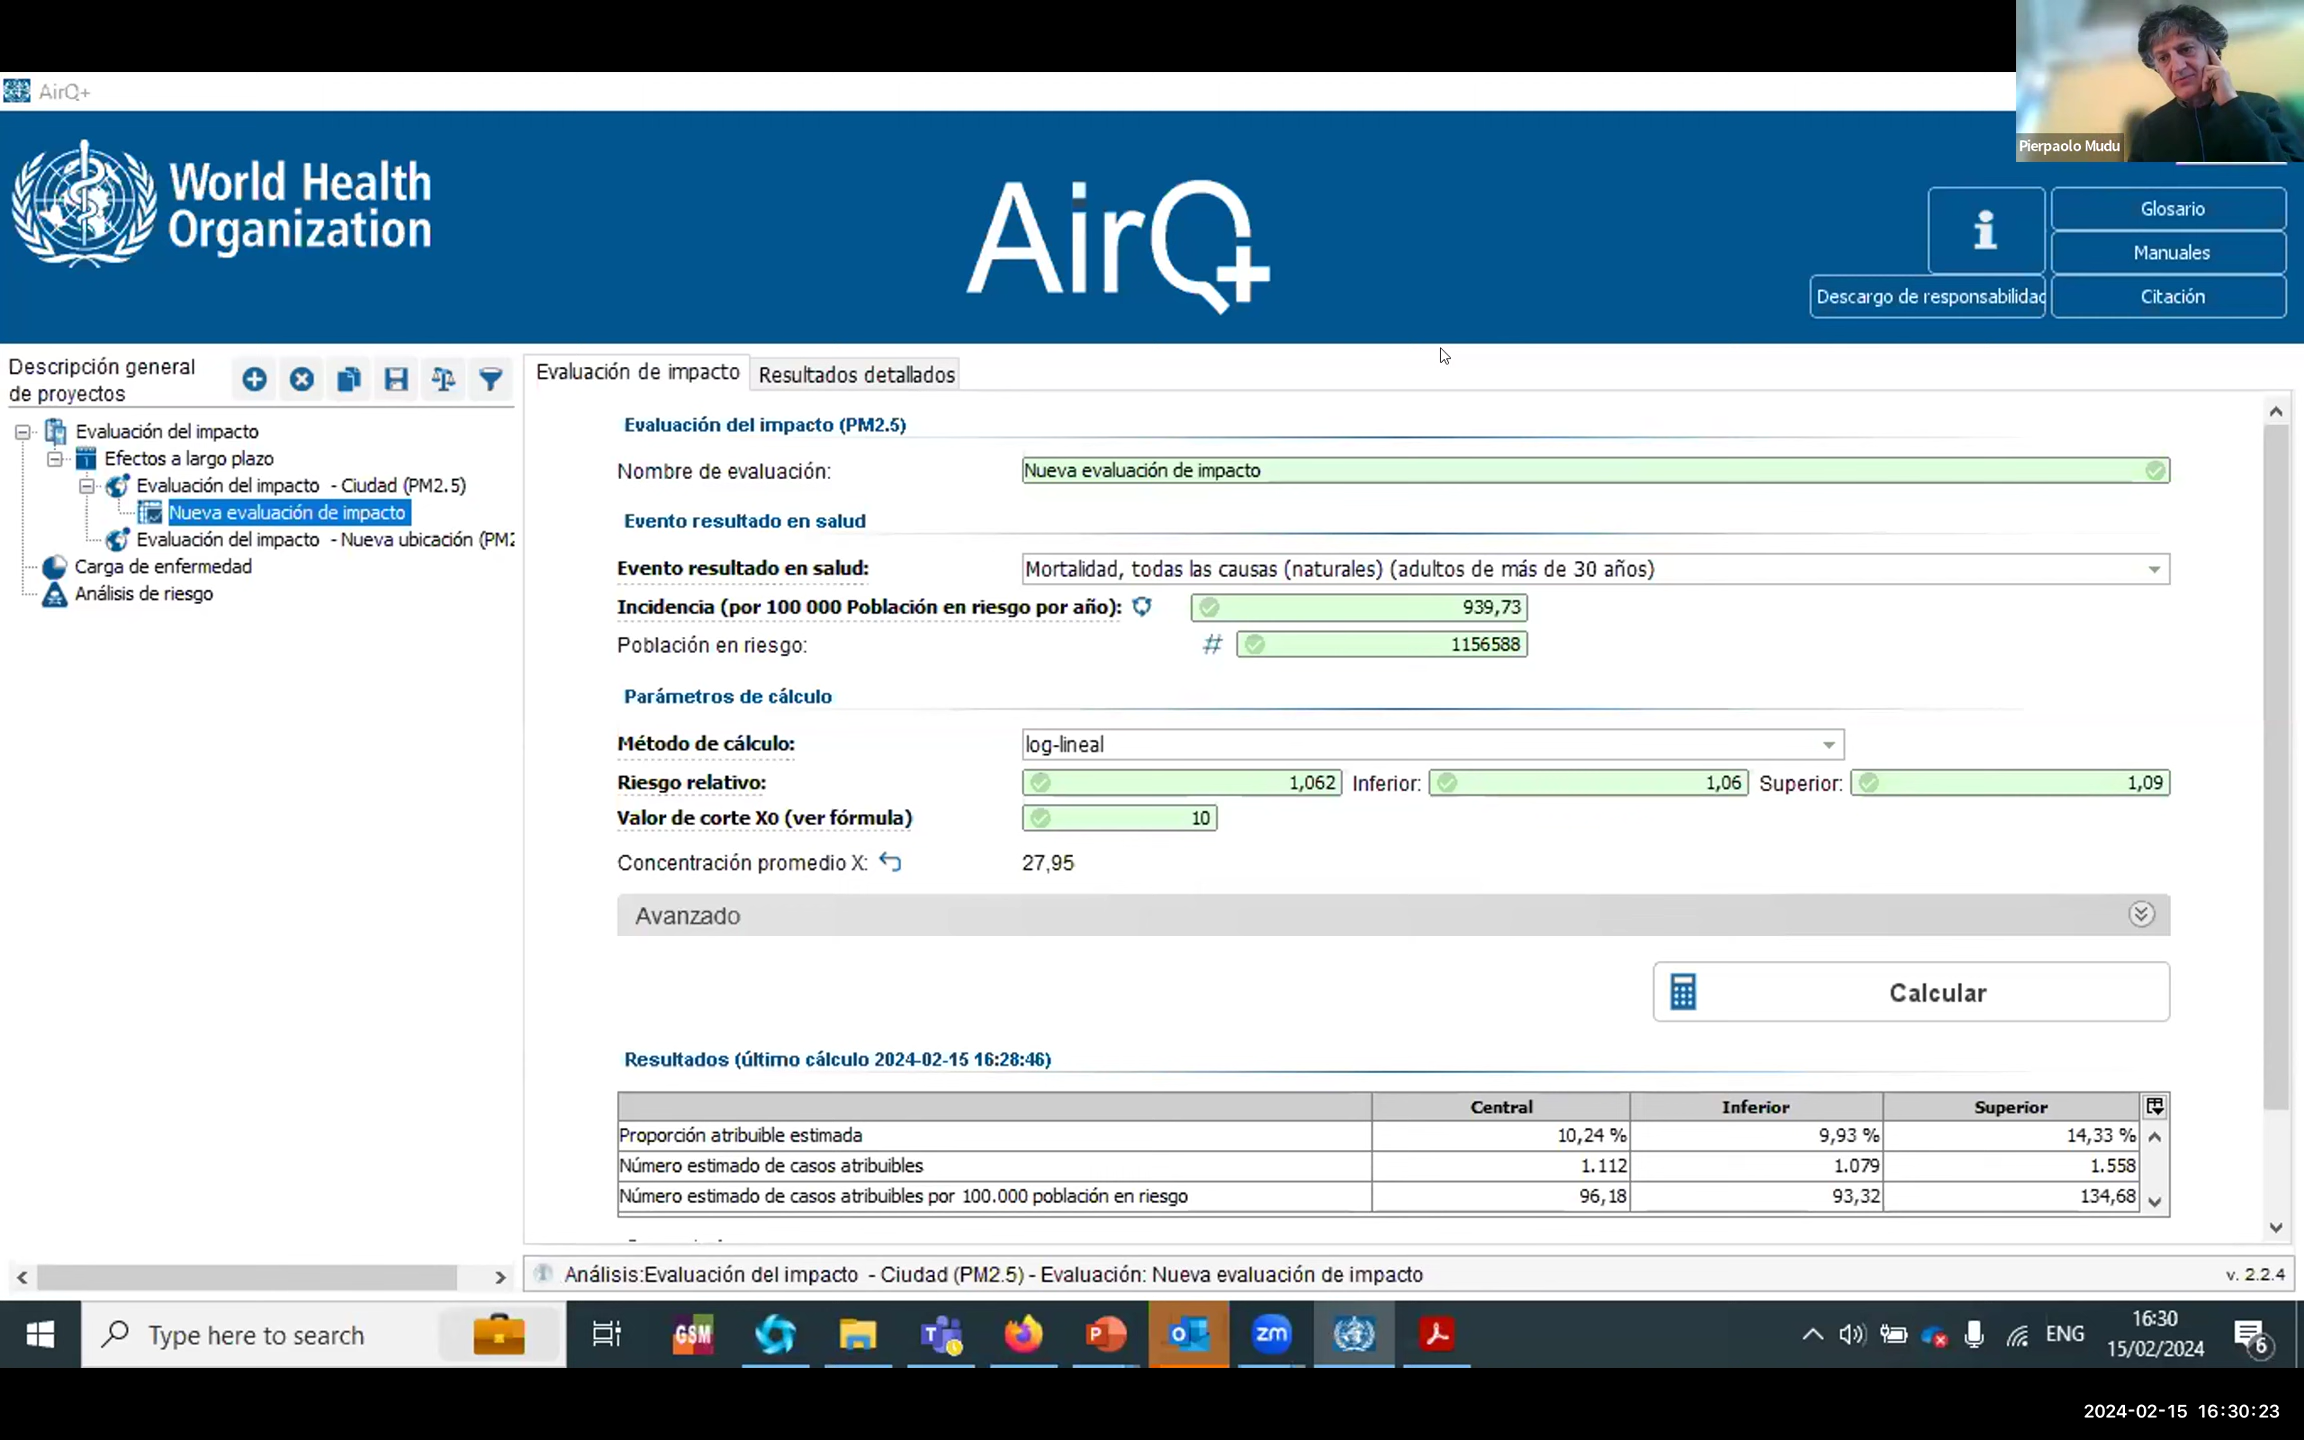 AirQ+
Pierpaolo Mudu
World Health
Organization
AirQ+
i
Glosario
Manuales
Descargo de responsabilidad
Citación
Descripción general
de proyectos
Evaluación del impacto
Efectos a largo plazo
Evaluación del impacto - Ciudad (PM2.5)
Nueva evaluación de impacto
Evaluación del impacto - Nueva ubicación (PM2
Carga de enfermedad
Análisis de riesgo
Evaluación de impacto
Resultados detallados
Evaluación del impacto (PM2.5)
Nombre de evaluación: Nueva evaluación de impacto
Evento resultado en salud
Evento resultado en salud: Mortalidad, todas las causas (naturales) (adultos de más de 30 años)
Incidencia (por 100 000 Población en riesgo por año): 939,73
Población en riesgo: # 1156588
Parámetros de cálculo
Método de cálculo: log-lineal
Riesgo relativo: 1,062 Inferior: 1,06 Superior: 1,09
Valor de corte X0 (ver fórmula) 10
Concentración promedio X: 27,95
Avanzado
Calcular
Resultados (último cálculo 2024-02-15 16:28:46)
Central Inferior Superior
Proporción atribuible estimada 10,24 % 9,93 % 14,33 %
Número estimado de casos atribuibles 1.112 1.079 1.558
Número estimado de casos atribuibles por 100.000 población en riesgo 96,18 93,32 134,68
Análisis:Evaluación del impacto - Ciudad (PM2.5) - Evaluación: Nueva evaluación de impacto
v. 2.2.4
Type here to search
GSM
zm
ENG
16:30
15/02/2024
6
2024-02-15 16:30:23